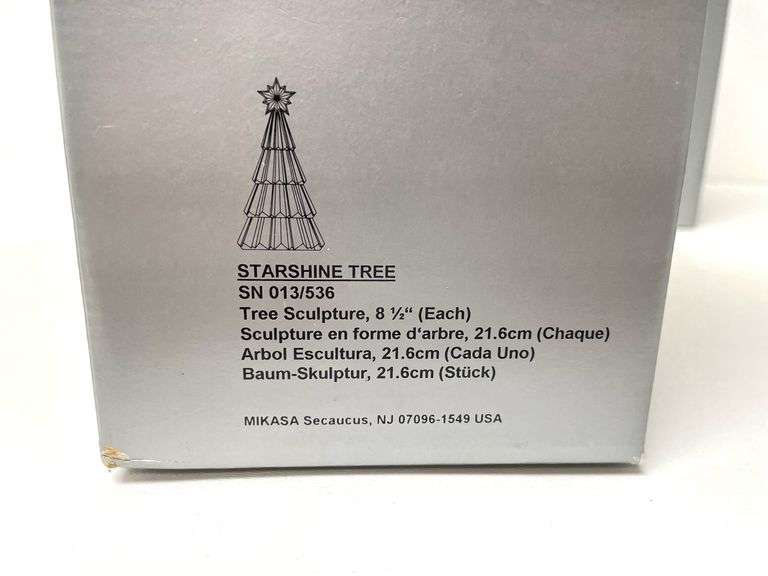 STARSHINE TREE
SN 013/536
Tree Sculpture, 8 ½“ (Each)
Sculpture en forme d‘arbre, 21.6cm (Chaque)
Arbol Escultura, 21.6cm (Cada Uno)
Baum-Skulptur, 21.6cm (Stück)
MIKASA Secaucus, NJ 07096-1549 USA